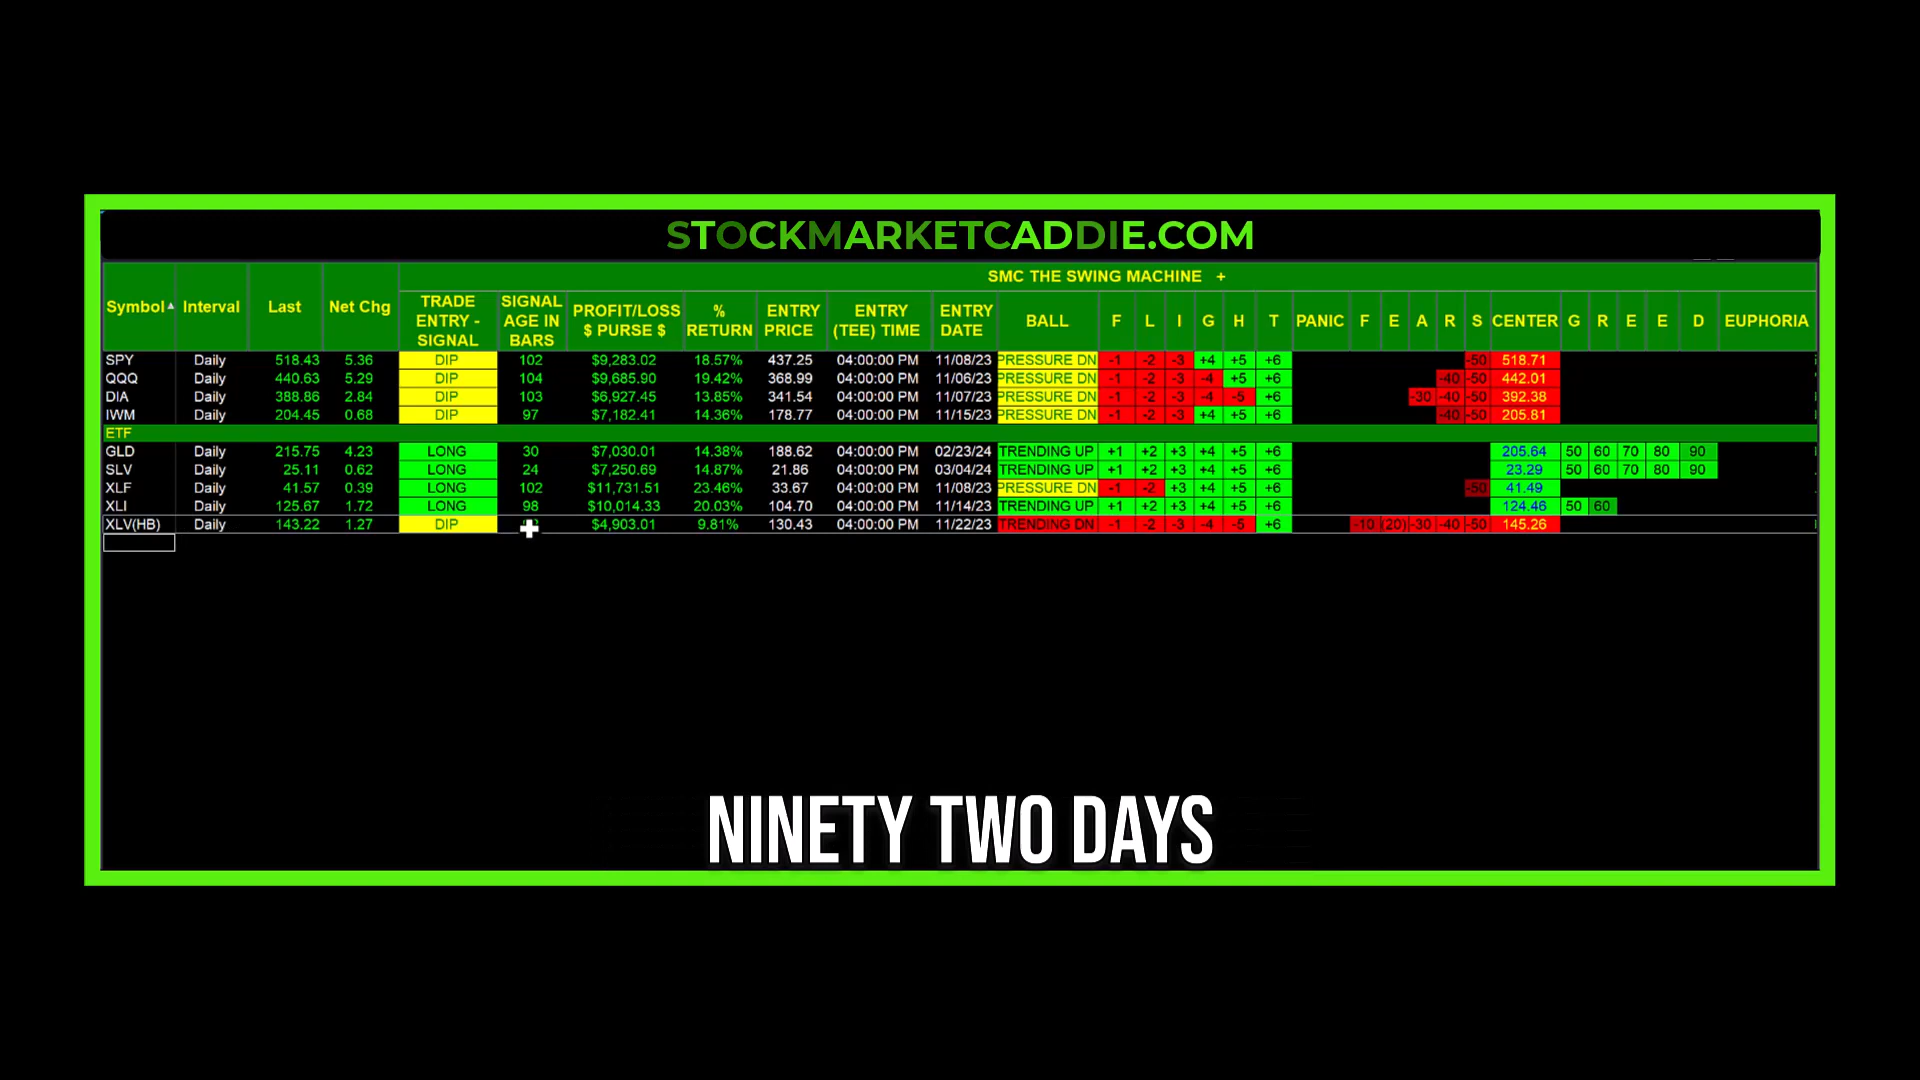 STOCKMARKETCADDIE.COM
SMC THE SWING MACHINE +
Symbol Interval Last Net Chg TRADE ENTRY - SIGNAL SIGNAL AGE IN BARS PROFIT/LOSS $ PURSE $ % RETURN ENTRY PRICE ENTRY (TEE) TIME ENTRY DATE BALL F L I G H T PANIC F E A R S CENTER G R E E D EUPHORIA
SPY Daily 518.43 5.36 DIP 102 $9,283.02 18.57% 437.25 04:00:00 PM 11/08/23 PRESSURE DN -1 -2 -3 +4 +5 +6 -50 518.71
QQQ Daily 440.63 5.29 DIP 104 $9,685.90 19.42% 368.99 04:00:00 PM 11/06/23 PRESSURE DN -1 -2 -3 -4 +5 +6 -40 -50 442.01
DIA Daily 388.86 2.84 DIP 103 $6,927.45 13.85% 341.54 04:00:00 PM 11/07/23 PRESSURE DN -1 -2 -3 -4 -5 +6 -30 -40 -50 392.38
IWM Daily 204.45 0.68 DIP 97 $7,182.41 14.36% 178.77 04:00:00 PM 11/15/23 PRESSURE DN -1 -2 -3 +4 +5 +6 -40 -50 205.81
ETF
GLD Daily 215.75 4.23 LONG 30 $7,030.01 14.38% 188.62 04:00:00 PM 02/23/24 TRENDING UP +1 +2 +3 +4 +5 +6 205.64 50 60 70 80 90
SLV Daily 25.11 0.62 LONG 24 $7,250.69 14.87% 21.86 04:00:00 PM 03/04/24 TRENDING UP +1 +2 +3 +4 +5 +6 23.29 50 60 70 80 90
XLF Daily 41.57 0.39 LONG 102 $11,731.51 23.46% 33.67 04:00:00 PM 11/08/23 PRESSURE DN -1 -2 +3 +4 +5 +6 -50 41.49
XLI Daily 125.67 1.72 LONG 98 $10,014.33 20.03% 104.70 04:00:00 PM 11/14/23 TRENDING UP +1 +2 +3 +4 +5 +6 124.46 50 60
XLV(HB) Daily 143.22 1.27 DIP $4,903.01 9.81% 130.43 04:00:00 PM 11/22/23 TRENDING DN -1 -2 -3 -4 -5 +6 -10 (20) -30 -40 -50 145.26
NINETY TWO DAYS